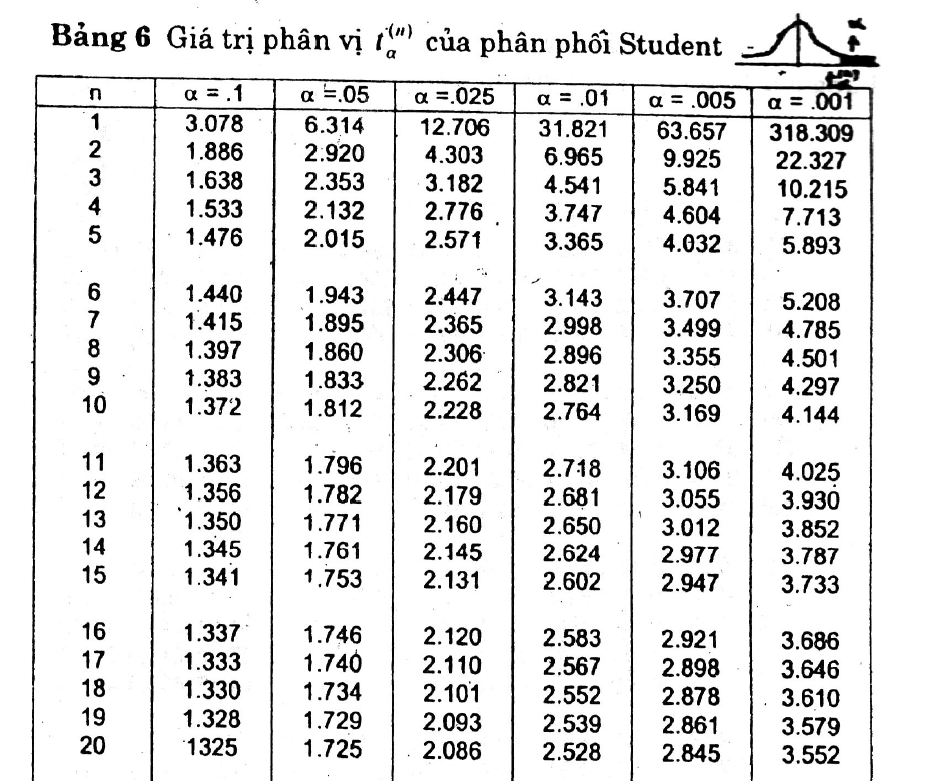 Bảng 6 Giá trị phân vị t_α^(n) của phân phối Student
n α = .1 α =.05 α =.025 α = .01 α = .005 α = .001
1 3.078 6.314 12.706 31.821 63.657 318.309
2 1.886 2.920 4.303 6.965 9.925 22.327
3 1.638 2.353 3.182 4.541 5.841 10.215
4 1.533 2.132 2.776 3.747 4.604 7.713
5 1.476 2.015 2.571 3.365 4.032 5.893
6 1.440 1.943 2.447 3.143 3.707 5.208
7 1.415 1.895 2.365 2.998 3.499 4.785
8 1.397 1.860 2.306 2.896 3.355 4.501
9 1.383 1.833 2.262 2.821 3.250 4.297
10 1.372 1.812 2.228 2.764 3.169 4.144
11 1.363 1.796 2.201 2.718 3.106 4.025
12 1.356 1.782 2.179 2.681 3.055 3.930
13 1.350 1.771 2.160 2.650 3.012 3.852
14 1.345 1.761 2.145 2.624 2.977 3.787
15 1.341 1.753 2.131 2.602 2.947 3.733
16 1.337 1.746 2.120 2.583 2.921 3.686
17 1.333 1.740 2.110 2.567 2.898 3.646
18 1.330 1.734 2.101 2.552 2.878 3.610
19 1.328 1.729 2.093 2.539 2.861 3.579
20 1325 1.725 2.086 2.528 2.845 3.552